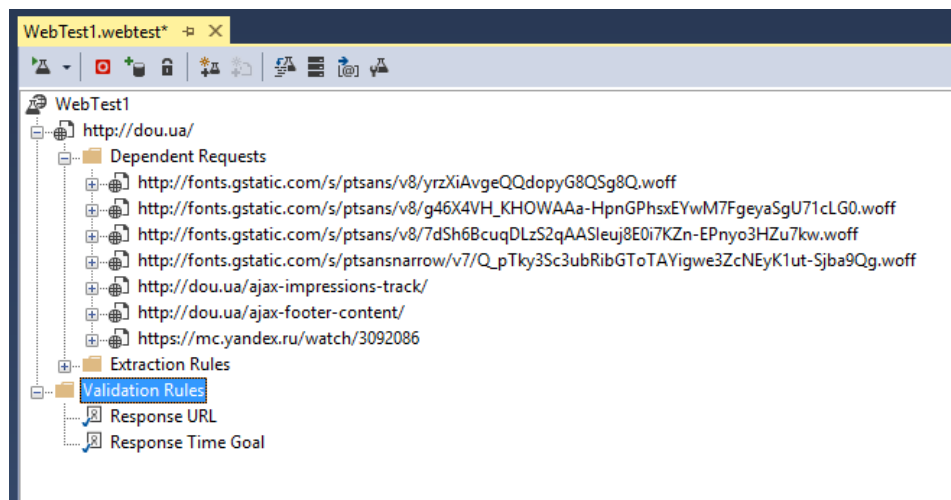 WebTest1.webtest*
WebTest1
http://dou.ua/
Dependent Requests
http://fonts.gstatic.com/s/ptsans/v8/yrzXiAvgeQQdopyG8QSg8Q.woff
http://fonts.gstatic.com/s/ptsans/v8/g46X4VH_KHOWAAa-HpnGPhsxEYwM7FgeyaSgU71cLG0.woff
http://fonts.gstatic.com/s/ptsans/v8/7dSh6BcuqDLzS2qAASIeuj8E0i7KZn-EPnyo3HZu7kw.woff
http://fonts.gstatic.com/s/ptsansnarrow/v7/Q_pTky3Sc3ubRibGToTAYigwe3ZcNEyK1ut-Sjba9Qg.woff
http://dou.ua/ajax-impressions-track/
http://dou.ua/ajax-footer-content/
https://mc.yandex.ru/watch/3092086
Extraction Rules
Validation Rules
Response URL
Response Time Goal